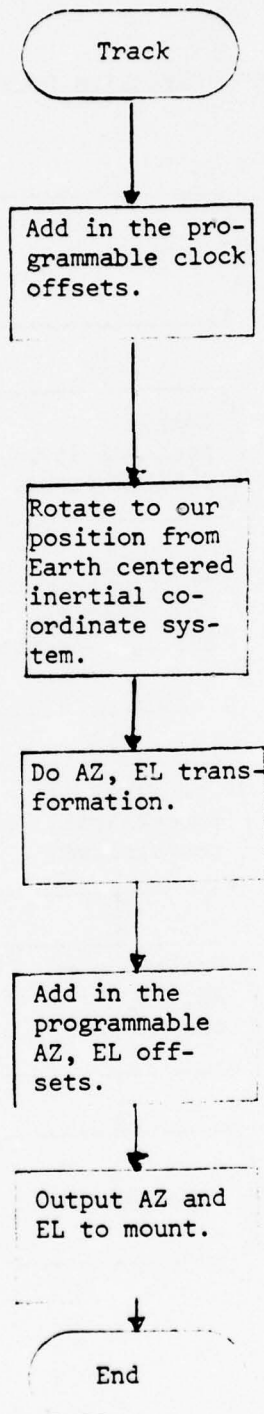 Track
Add in the pro-
grammable clock
offsets.
Rotate to our
position from
Earth centered
inertial co-
ordinate sys-
tem.
Do AZ, EL trans-
formation.
Add in the
programmable
AZ, EL off-
sets.
Output AZ and
EL to mount.
End